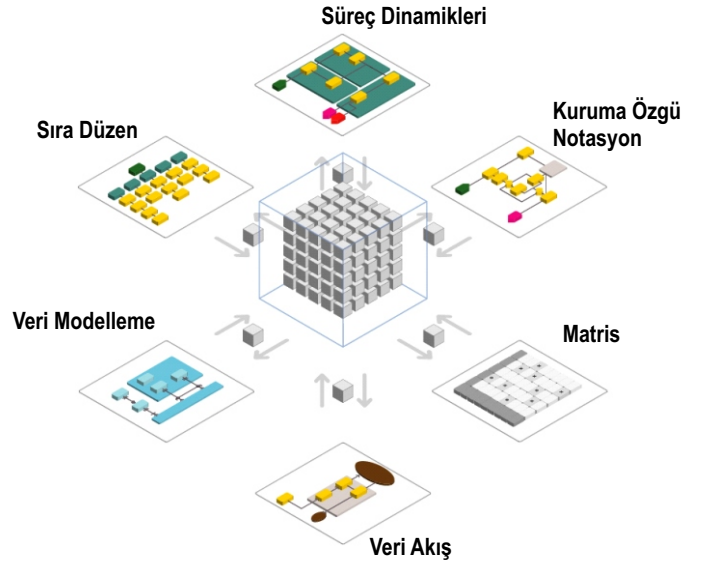 Süreç Dinamikleri
Sıra Düzen
Kuruma Özgü
Notasyon
Veri Modelleme
Matris
Veri Akış